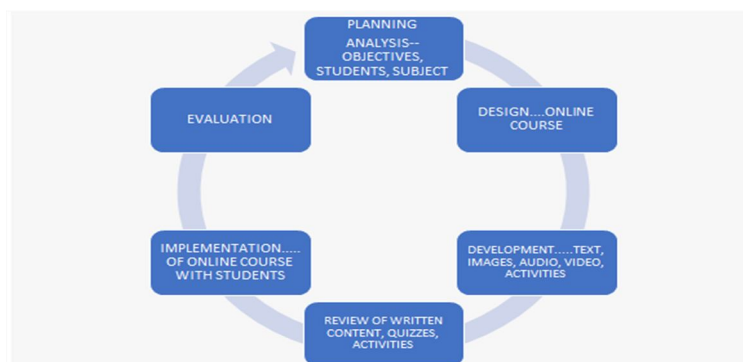 PLANNING
ANALYSIS--
OBJECTIVES,
STUDENTS, SUBJECT
DESIGN....ONLINE
COURSE
DEVELOPMENT.....TEXT,
IMAGES, AUDIO, VIDEO,
ACTIVITIES
REVIEW OF WRITTEN
CONTENT, QUIZZES,
ACTIVITIES
IMPLEMENTATION.....
OF ONLINE COURSE
WITH STUDENTS
EVALUATION